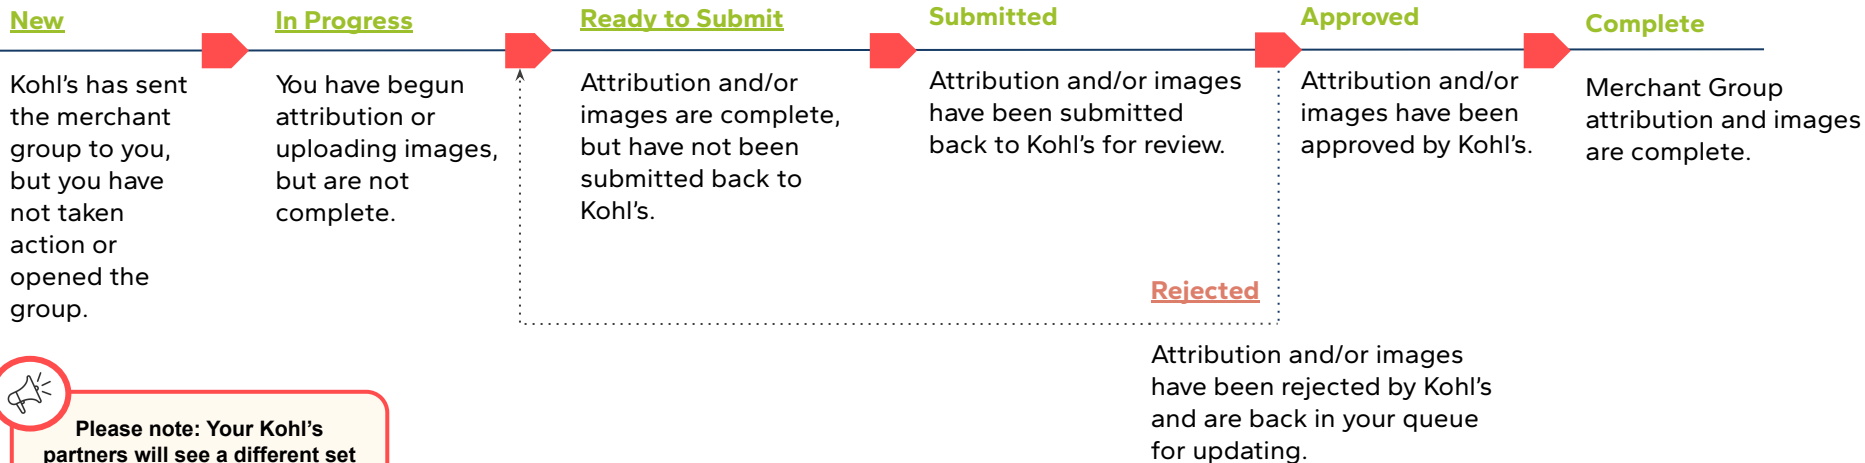 New
Kohl’s has sent
the merchant
group to you,
but you have
not taken
action or
opened the
group.
In Progress
You have begun
attribution or
uploading images,
but are not
complete.
Ready to Submit
Attribution and/or
images are complete,
but have not been
submitted back to
Kohl’s.
Submitted
Attribution and/or images
have been submitted
back to Kohl’s for review.
Approved
Attribution and/or
images have been
approved by Kohl’s.
Complete
Merchant Group
attribution and images
are complete.
Rejected
Attribution and/or images
have been rejected by Kohl’s
and are back in your queue
for updating.
Please note: Your Kohl’s
partners will see a different set